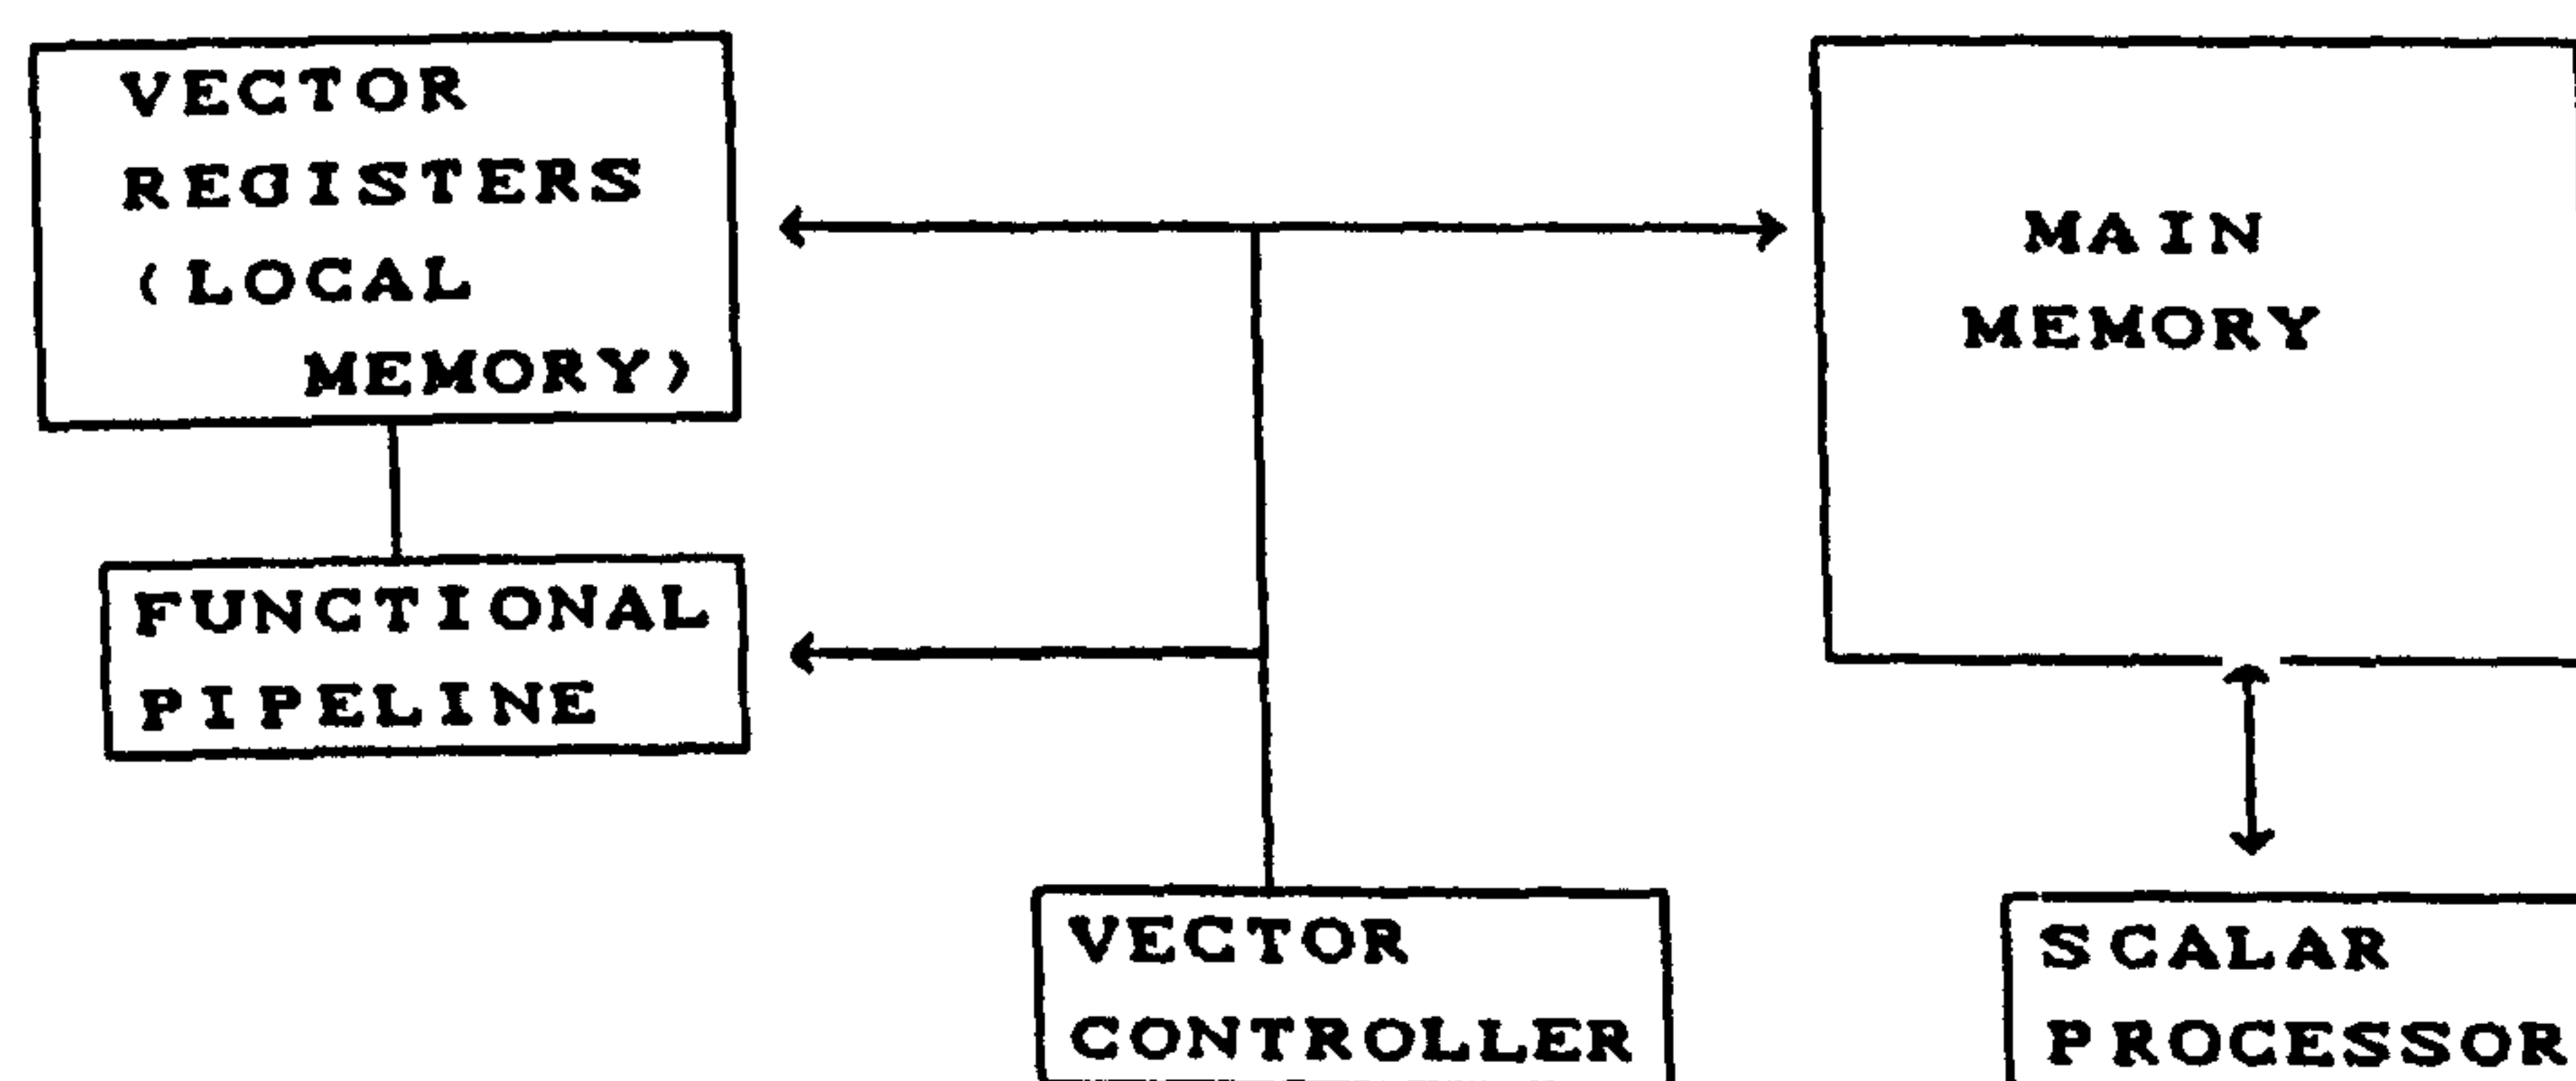 VECTOR
REGISTERS
(LOCAL
MEMORY)
MAIN
MEMORY
FUNCTIONAL
PIPELINE
VECTOR
CONTROLLER
SCALAR
PROCESSOR